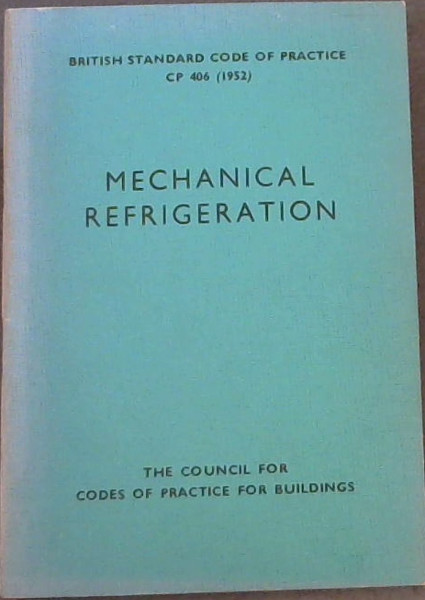 BRITISH STANDARD CODE OF PRACTICE
CP 406 (1952)
MECHANICAL
REFRIGERATION
THE COUNCIL FOR
CODES OF PRACTICE FOR BUILDINGS